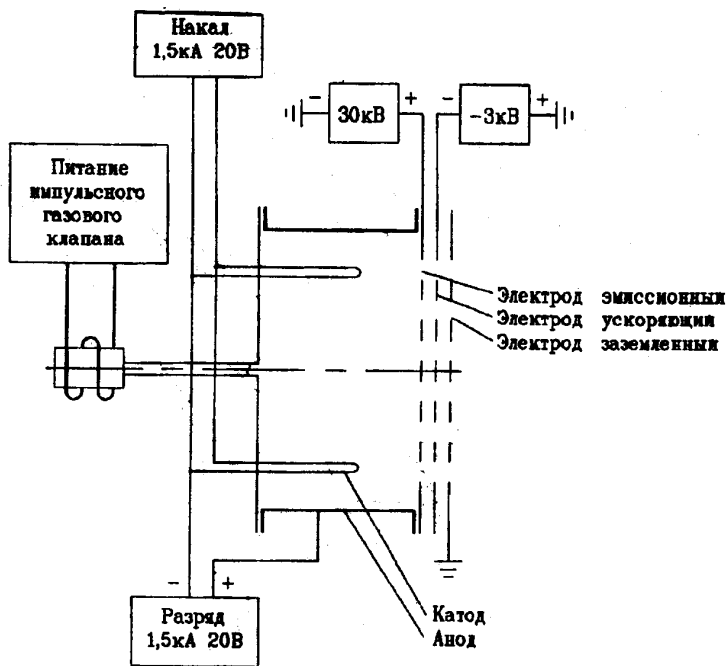 Накал
1,5кА 20В
- 30кВ +
- -3кВ +
Питание
импульсного
газового
клапана
Электрод эмиссионный
Электрод ускоряющий
Электрод заземленный
- +
Разряд
1,5кА 20В
Катод
Анод